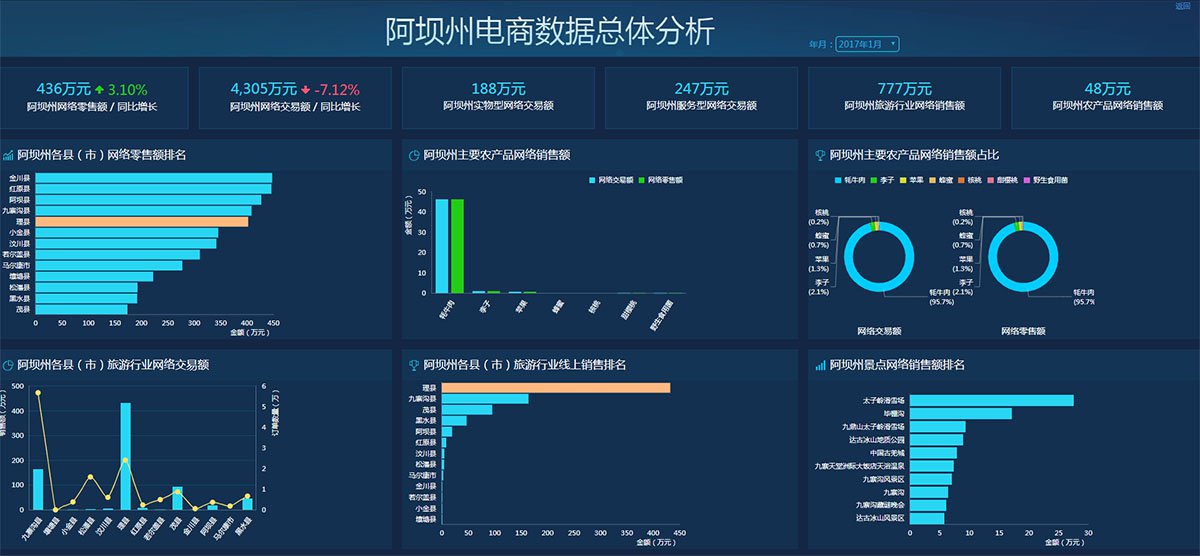 返回
阿坝州电商数据总体分析
年月： 2017年1月
436万元 3.10%
阿坝州网络零售额 / 同比增长
4,305万元 -7.12%
阿坝州网络交易额 / 同比增长
188万元
阿坝州实物型网络交易额
247万元
阿坝州服务型网络交易额
777万元
阿坝州旅游行业网络销售额
48万元
阿坝州农产品网络销售额
阿坝州各县（市）网络零售额排名
金川县
红原县
阿坝县
九寨沟县
理县
小金县
汶川县
若尔盖县
马尔康市
壤塘县
松潘县
黑水县
茂县
0 50 100 150 200 250 300 350 400 450
金额（万元）
阿坝州主要农产品网络销售额
网络交易额 网络零售额
金额（万元）
50
40
30
20
10
0
牦牛肉 李子 苹果 蜂蜜 核桃 甜樱桃 野生食用菌
阿坝州主要农产品网络销售额占比
牦牛肉 李子 苹果 蜂蜜 核桃 甜樱桃 野生食用菌
核桃
(0.2%)
蜂蜜
(0.7%)
苹果
(1.3%)
李子
(2.1%)
牦牛肉
(95.7%)
网络交易额
核桃
(0.2%)
蜂蜜
(0.7%)
苹果
(1.3%)
李子
(2.1%)
牦牛肉
(95.7%
网络零售额
阿坝州各县（市）旅游行业网络交易额
销售额（万元）
500
400
300
200
100
0
订单数量（万）
6
5
4
3
2
1
0
九寨沟县 壤塘县 小金县 松潘县 汶川县 理县 红原县 若尔盖县 茂县 金川县 阿坝县 马尔康市 黑水县
阿坝州各县（市）旅游行业线上销售排名
理县
九寨沟县
茂县
黑水县
阿坝县
红原县
汶川县
松潘县
马尔康市
金川县
若尔盖县
小金县
壤塘县
0 50 100 150 200 250 300 350 400 450
金额（万元）
阿坝州景点网络销售额排名
太子岭滑雪场
毕棚沟
九鼎山太子岭滑雪场
达古冰山地质公园
中国古羌城
九寨天堂洲际大饭店天浴温泉
九寨沟风景区
九寨沟
九寨沟藏谜晚会
达古冰山风景区
0 5 10 15 20 25 30
金额（万元）